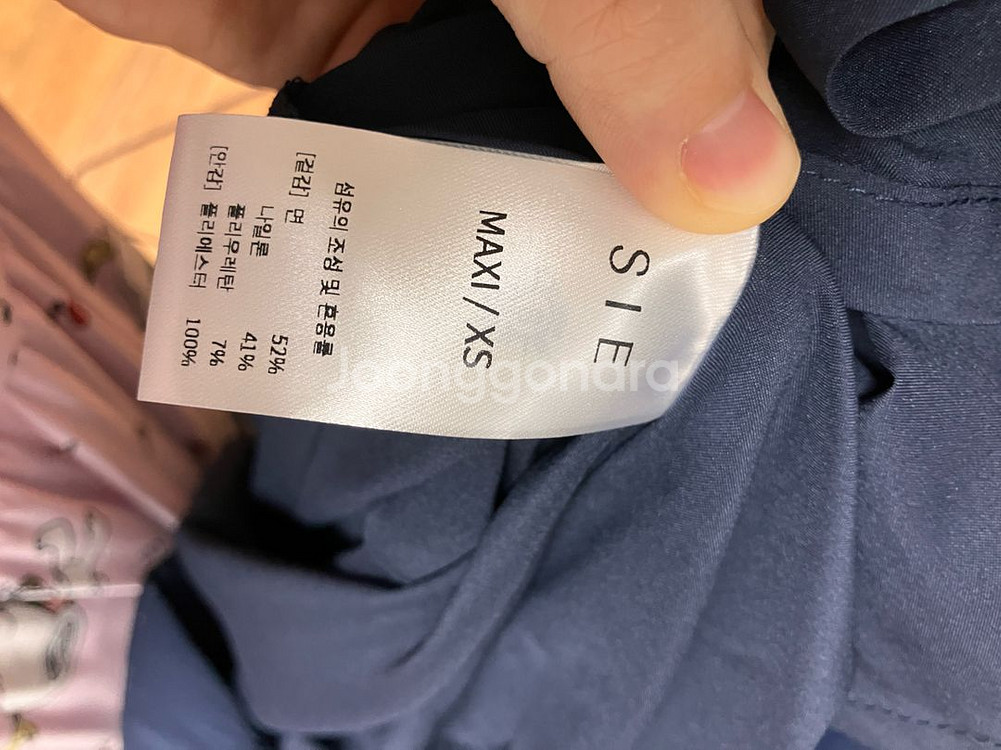 SIE
MAXI / XS
섬유의 조성 및 혼용률
[겉감] 면 52%
나일론 41%
폴리우레탄 7%
[안감] 폴리에스터 100%
Joonggonara